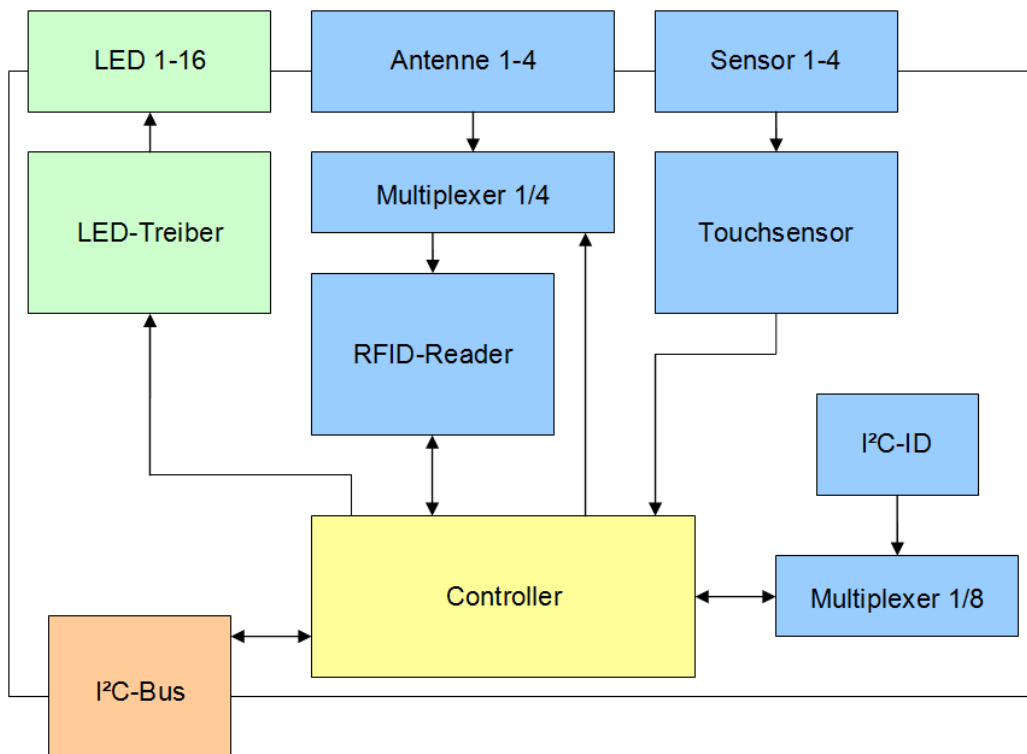 LED 1-16
Antenne 1-4
Sensor 1-4
LED-Treiber
Multiplexer 1/4
Touchsensor
RFID-Reader
I²C-ID
Controller
Multiplexer 1/8
I²C-Bus